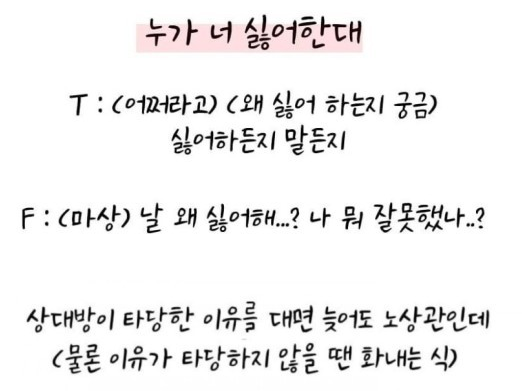 누가 너 싫어한대
T : (어쩌라고) (왜 싫어 하는지 궁금)
싫어하든지 말든지
F : (마상) 날 왜 싫어해...? 나 뭐 잘못했나..?
상대방이 타당한 이유를 대면 늦어도 노상관인데
(물론 이유가 타당하지 않을 땐 화내는 식)